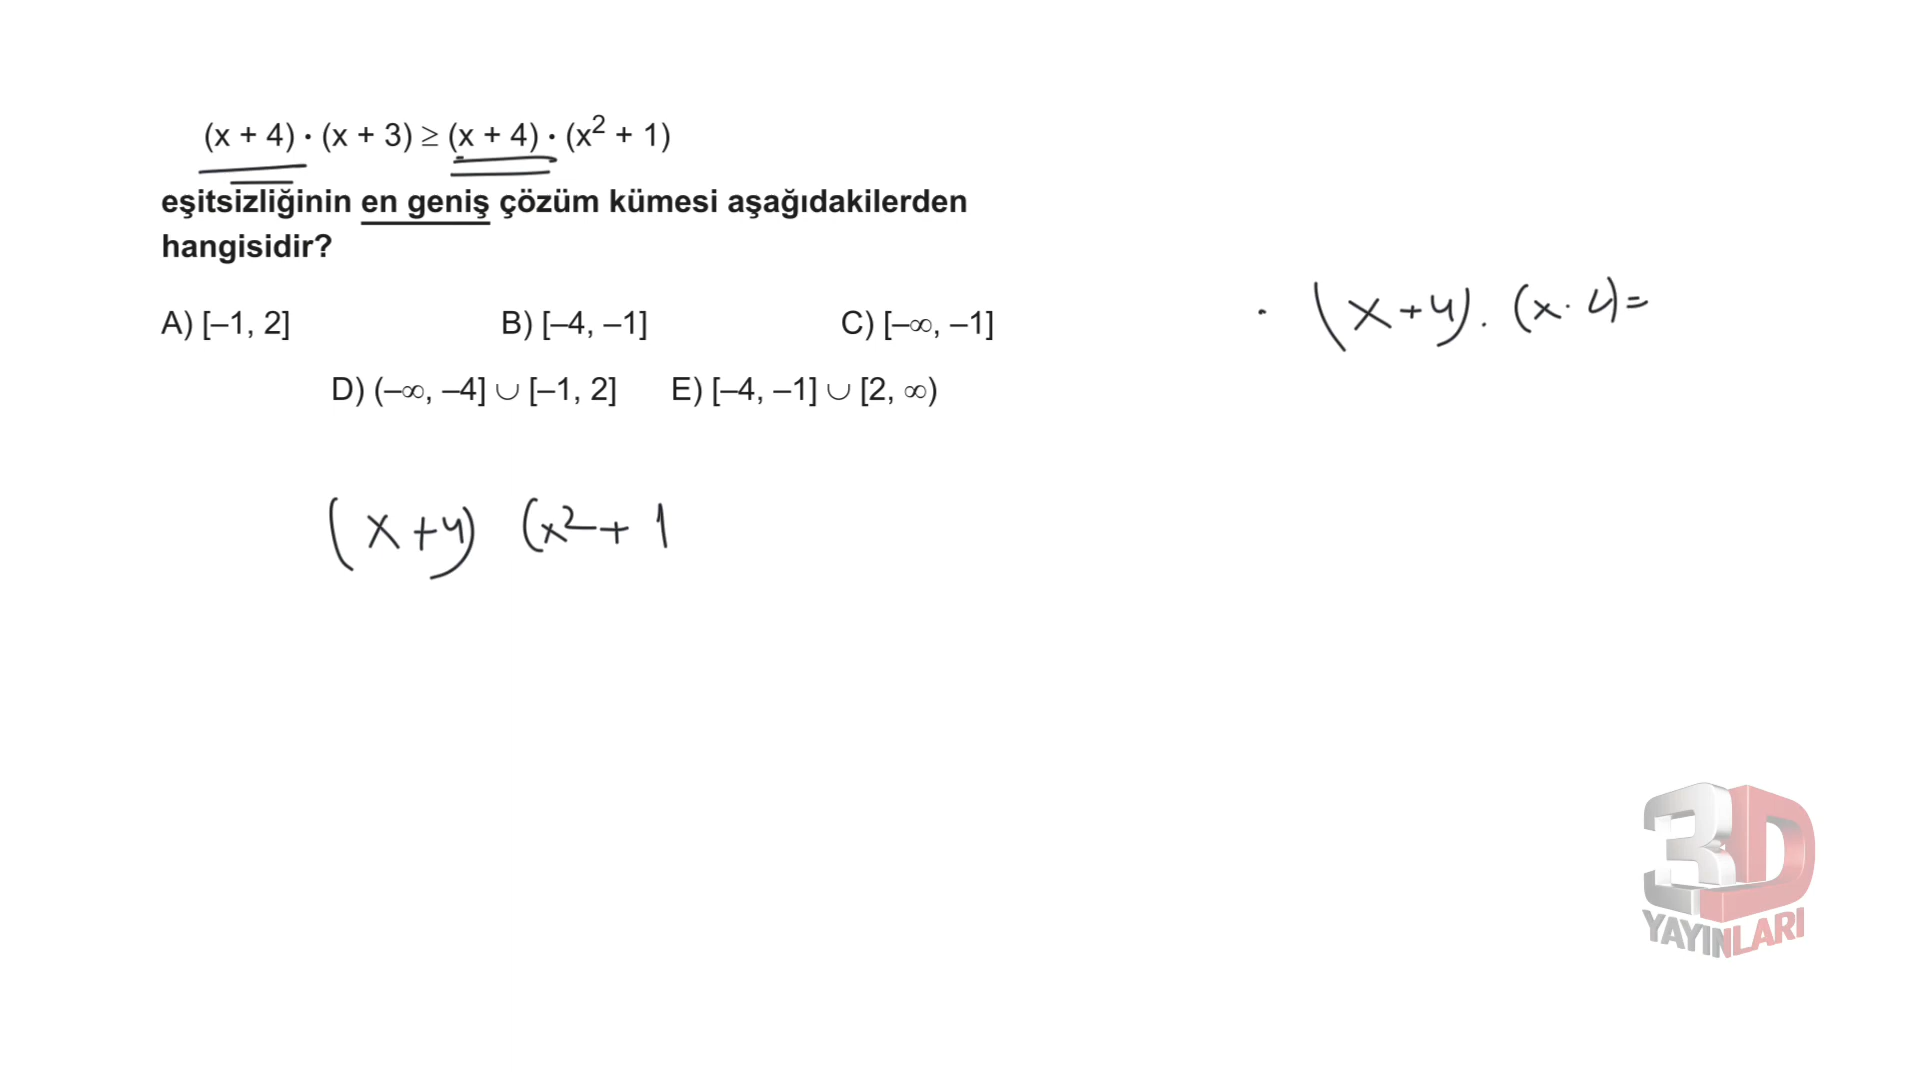 (x + 4) · (x + 3) ≥ (x + 4) · (x² + 1)
eşitsizliğinin en geniş çözüm kümesi aşağıdakilerden
hangisidir?
A) [–1, 2] B) [–4, –1] C) [–∞, –1]
D) (–∞, –4] ∪ [–1, 2] E) [–4, –1] ∪ [2, ∞)
· (x+4) . (x · 4) =
(x+4) (x²+ 1
3D
YAYINLARI